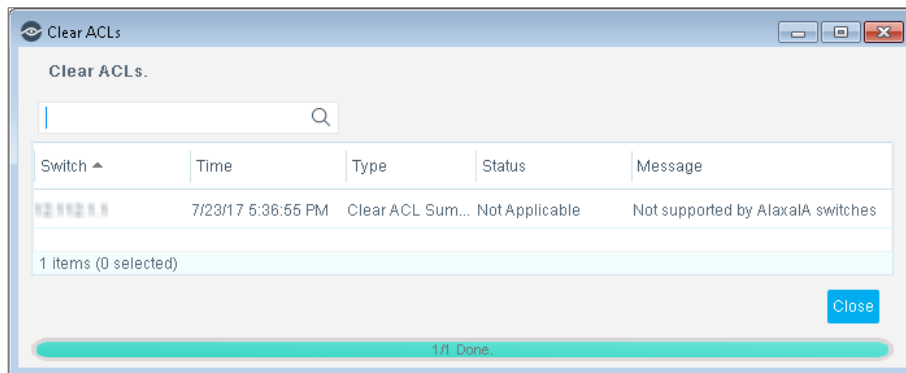 Clear ACLs
Clear ACLs.
Switch Time Type Status Message
7/23/17 5:36:55 PM Clear ACL Sum... Not Applicable Not supported by AlaxalA switches
1 items (0 selected)
Close
1/1 Done.